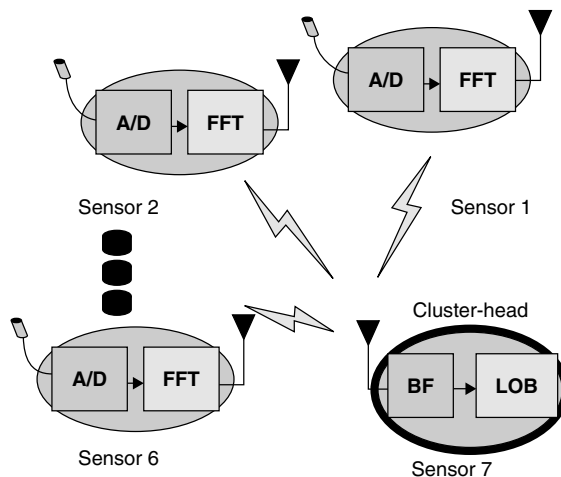 A/D
FFT
A/D
FFT
Sensor 2
Sensor 1
Cluster-head
A/D
FFT
BF
LOB
Sensor 6
Sensor 7